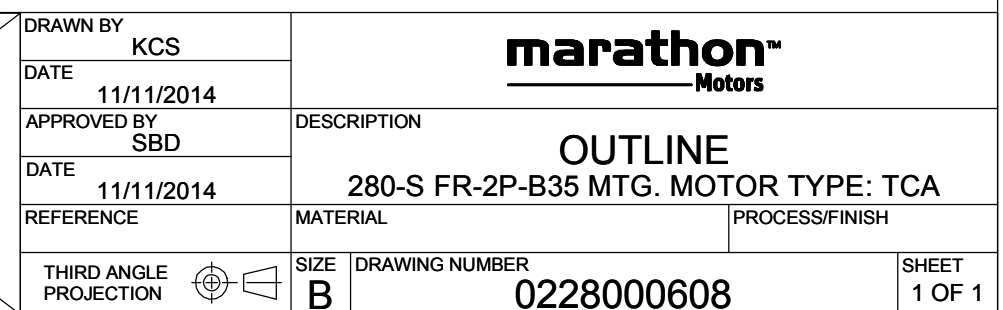 DRAWN BY
KCS
DATE
11/11/2014
APPROVED BY
SBD
DATE
11/11/2014
REFERENCE
THIRD ANGLE
PROJECTION
marathon™
Motors
DESCRIPTION
OUTLINE
280-S FR-2P-B35 MTG. MOTOR TYPE: TCA
MATERIAL
PROCESS/FINISH
SIZE
B
DRAWING NUMBER
0228000608
SHEET
1 OF 1